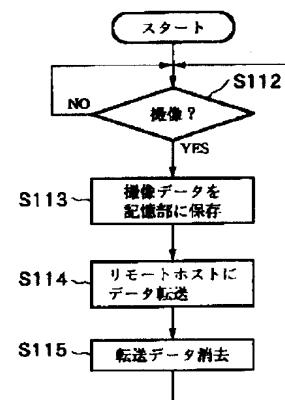 スタート
S112
NO
撮像?
YES
S113
撮像データを
記憶部に保存
S114
リモートホストに
データ転送
S115
転送データ消去